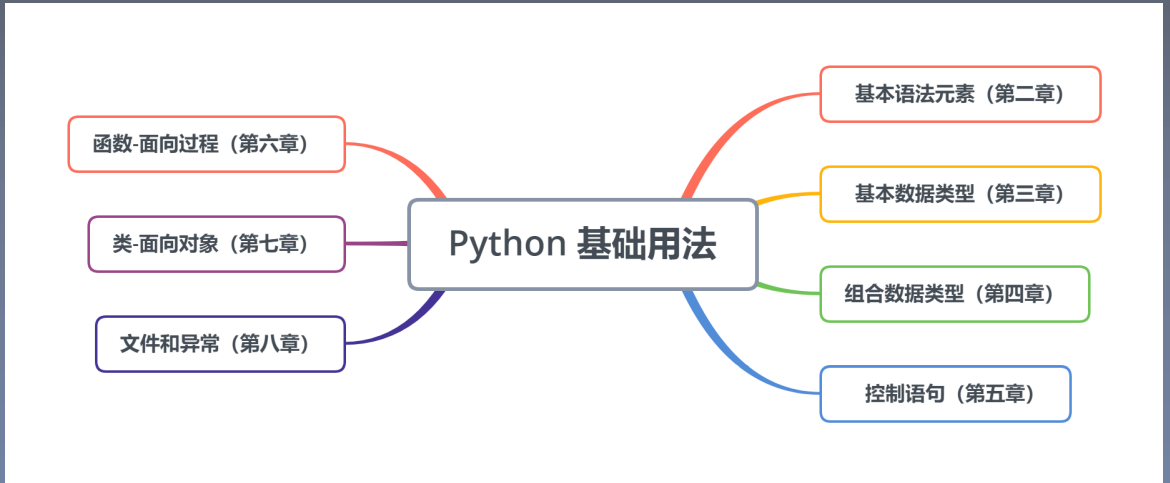 Python 基础用法
基本语法元素（第二章）
基本数据类型（第三章）
组合数据类型（第四章）
控制语句（第五章）
函数-面向过程（第六章）
类-面向对象（第七章）
文件和异常（第八章）